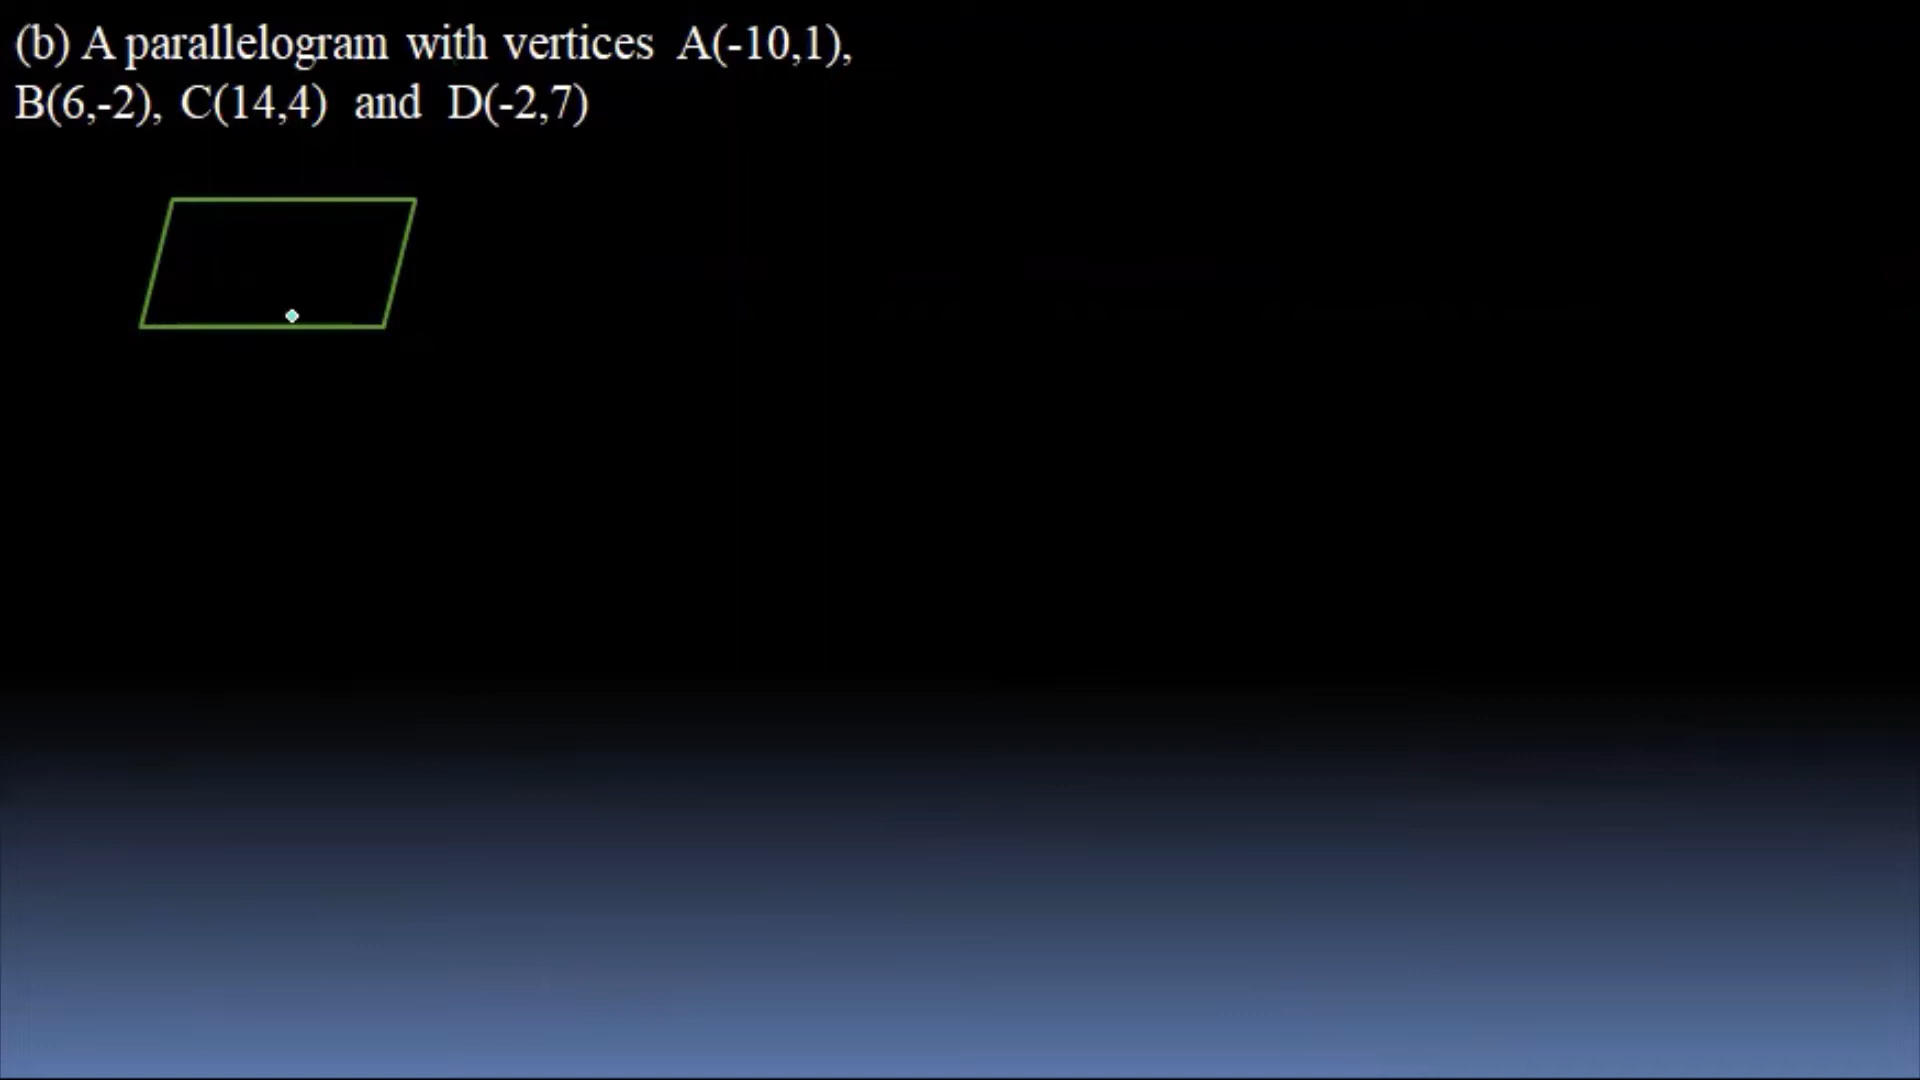 (b) A parallelogram with vertices A(-10,1),
B(6,-2), C(14,4) and D(-2,7)